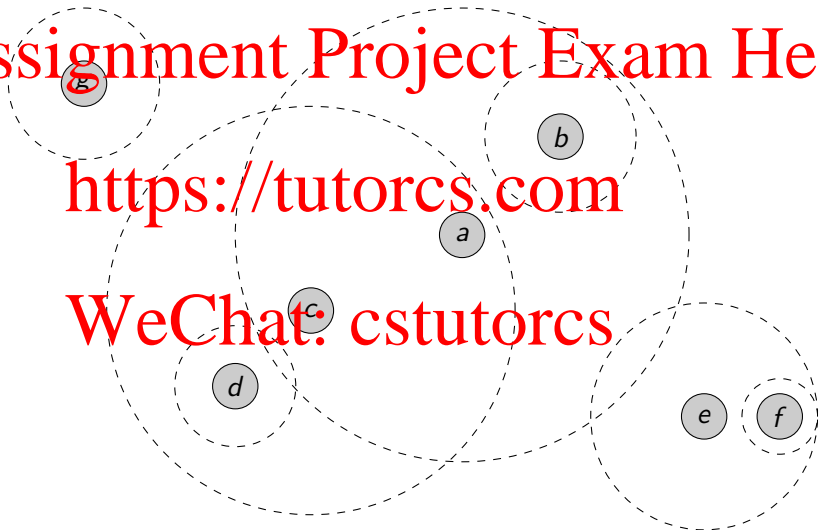 ssignment Project Exam He
g
b
https://tutorcs.com
a
c
WeChat: cstutorcs
d
e
f